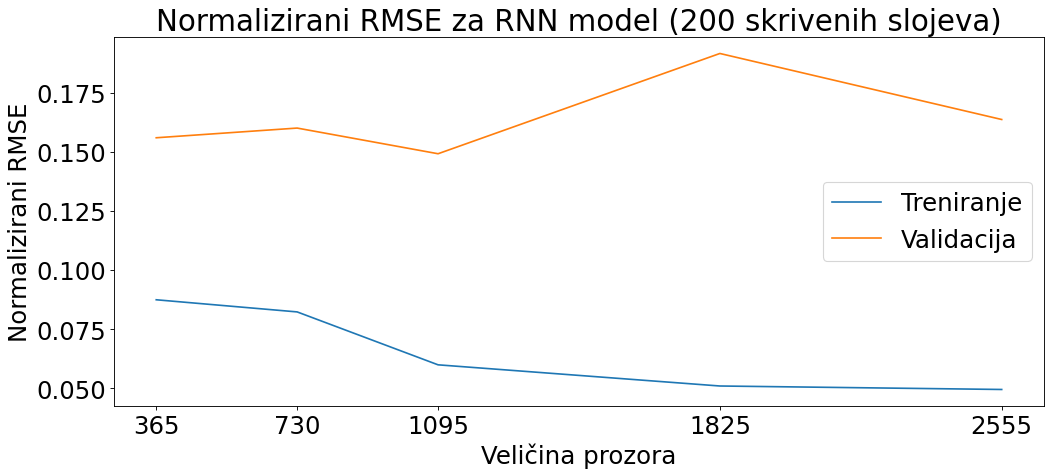 Normalizirani RMSE za RNN model (200 skrivenih slojeva)
Normalizirani RMSE
0.175
0.150
0.125
0.100
0.075
0.050
Treniranje
Validacija
365 730 1095 1825 2555
Veličina prozora